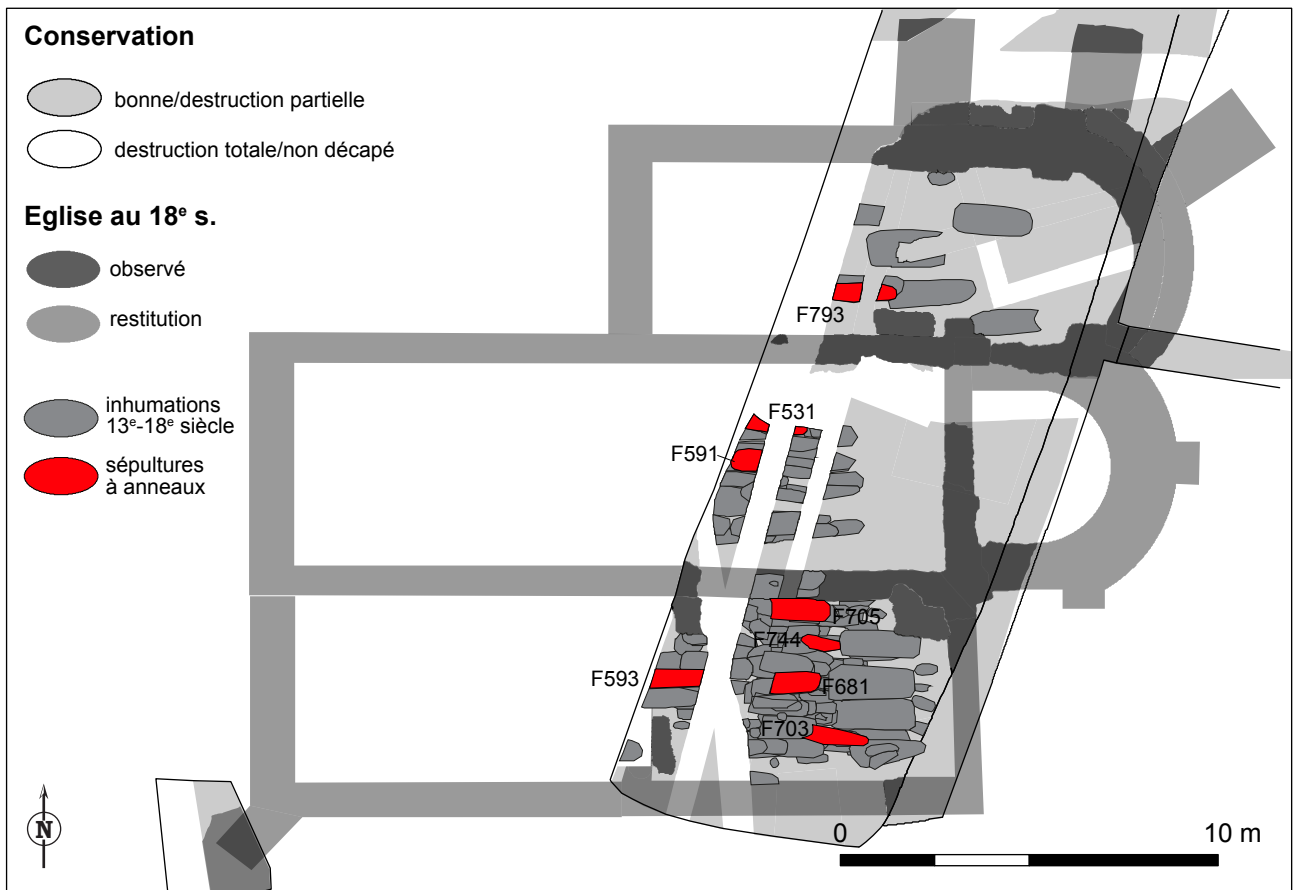 Conservation
bonne/destruction partielle
destruction totale/non décapé
Eglise au 18e s.
observé
restitution
inhumations
13e-18e siècle
sépultures
à anneaux
F793
F531
F591
F705
F744
F593
F681
F703
N
0
10 m